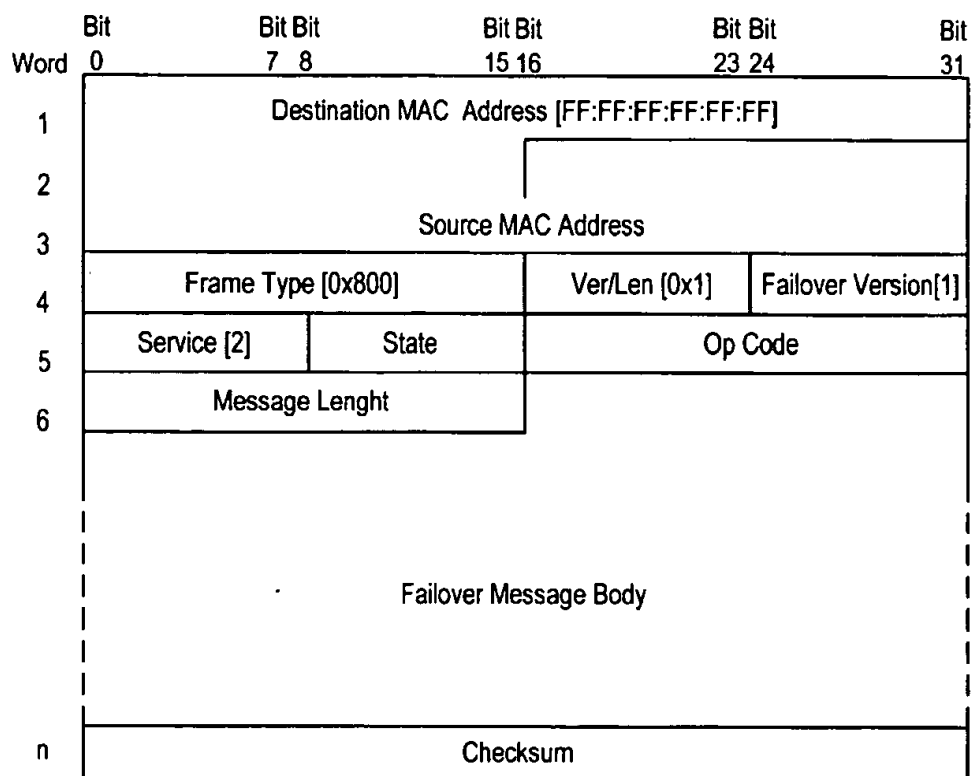 Bit Bit Bit Bit Bit Bit Bit Bit
Word 0 7 8 15 16 23 24 31
1 Destination MAC Address [FF:FF:FF:FF:FF:FF]
2
Source MAC Address
3
4 Frame Type [0x800] Ver/Len [0x1] Failover Version[1]
5 Service [2] State Op Code
6 Message Lenght
Failover Message Body
n Checksum